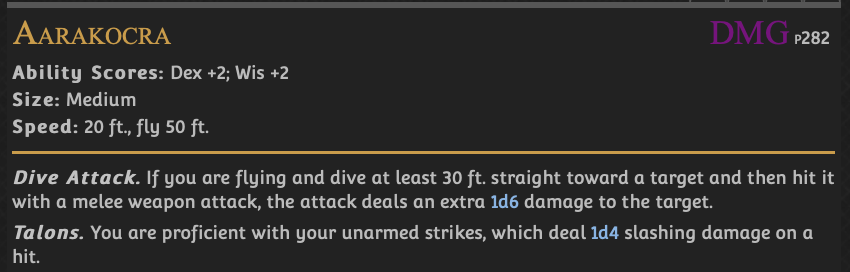 AARAKOCRA DMG P282
Ability Scores: Dex +2; Wis +2
Size: Medium
Speed: 20 ft., fly 50 ft.
Dive Attack. If you are flying and dive at least 30 ft. straight toward a target and then hit it
with a melee weapon attack, the attack deals an extra 1d6 damage to the target.
Talons. You are proficient with your unarmed strikes, which deal 1d4 slashing damage on a
hit.